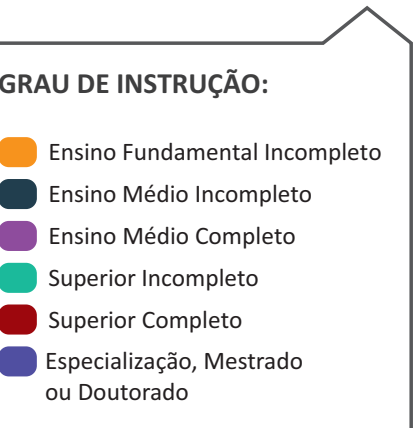 GRAU DE INSTRUÇÃO:
Ensino Fundamental Incompleto
Ensino Médio Incompleto
Ensino Médio Completo
Superior Incompleto
Superior Completo
Especialização, Mestrado
ou Doutorado